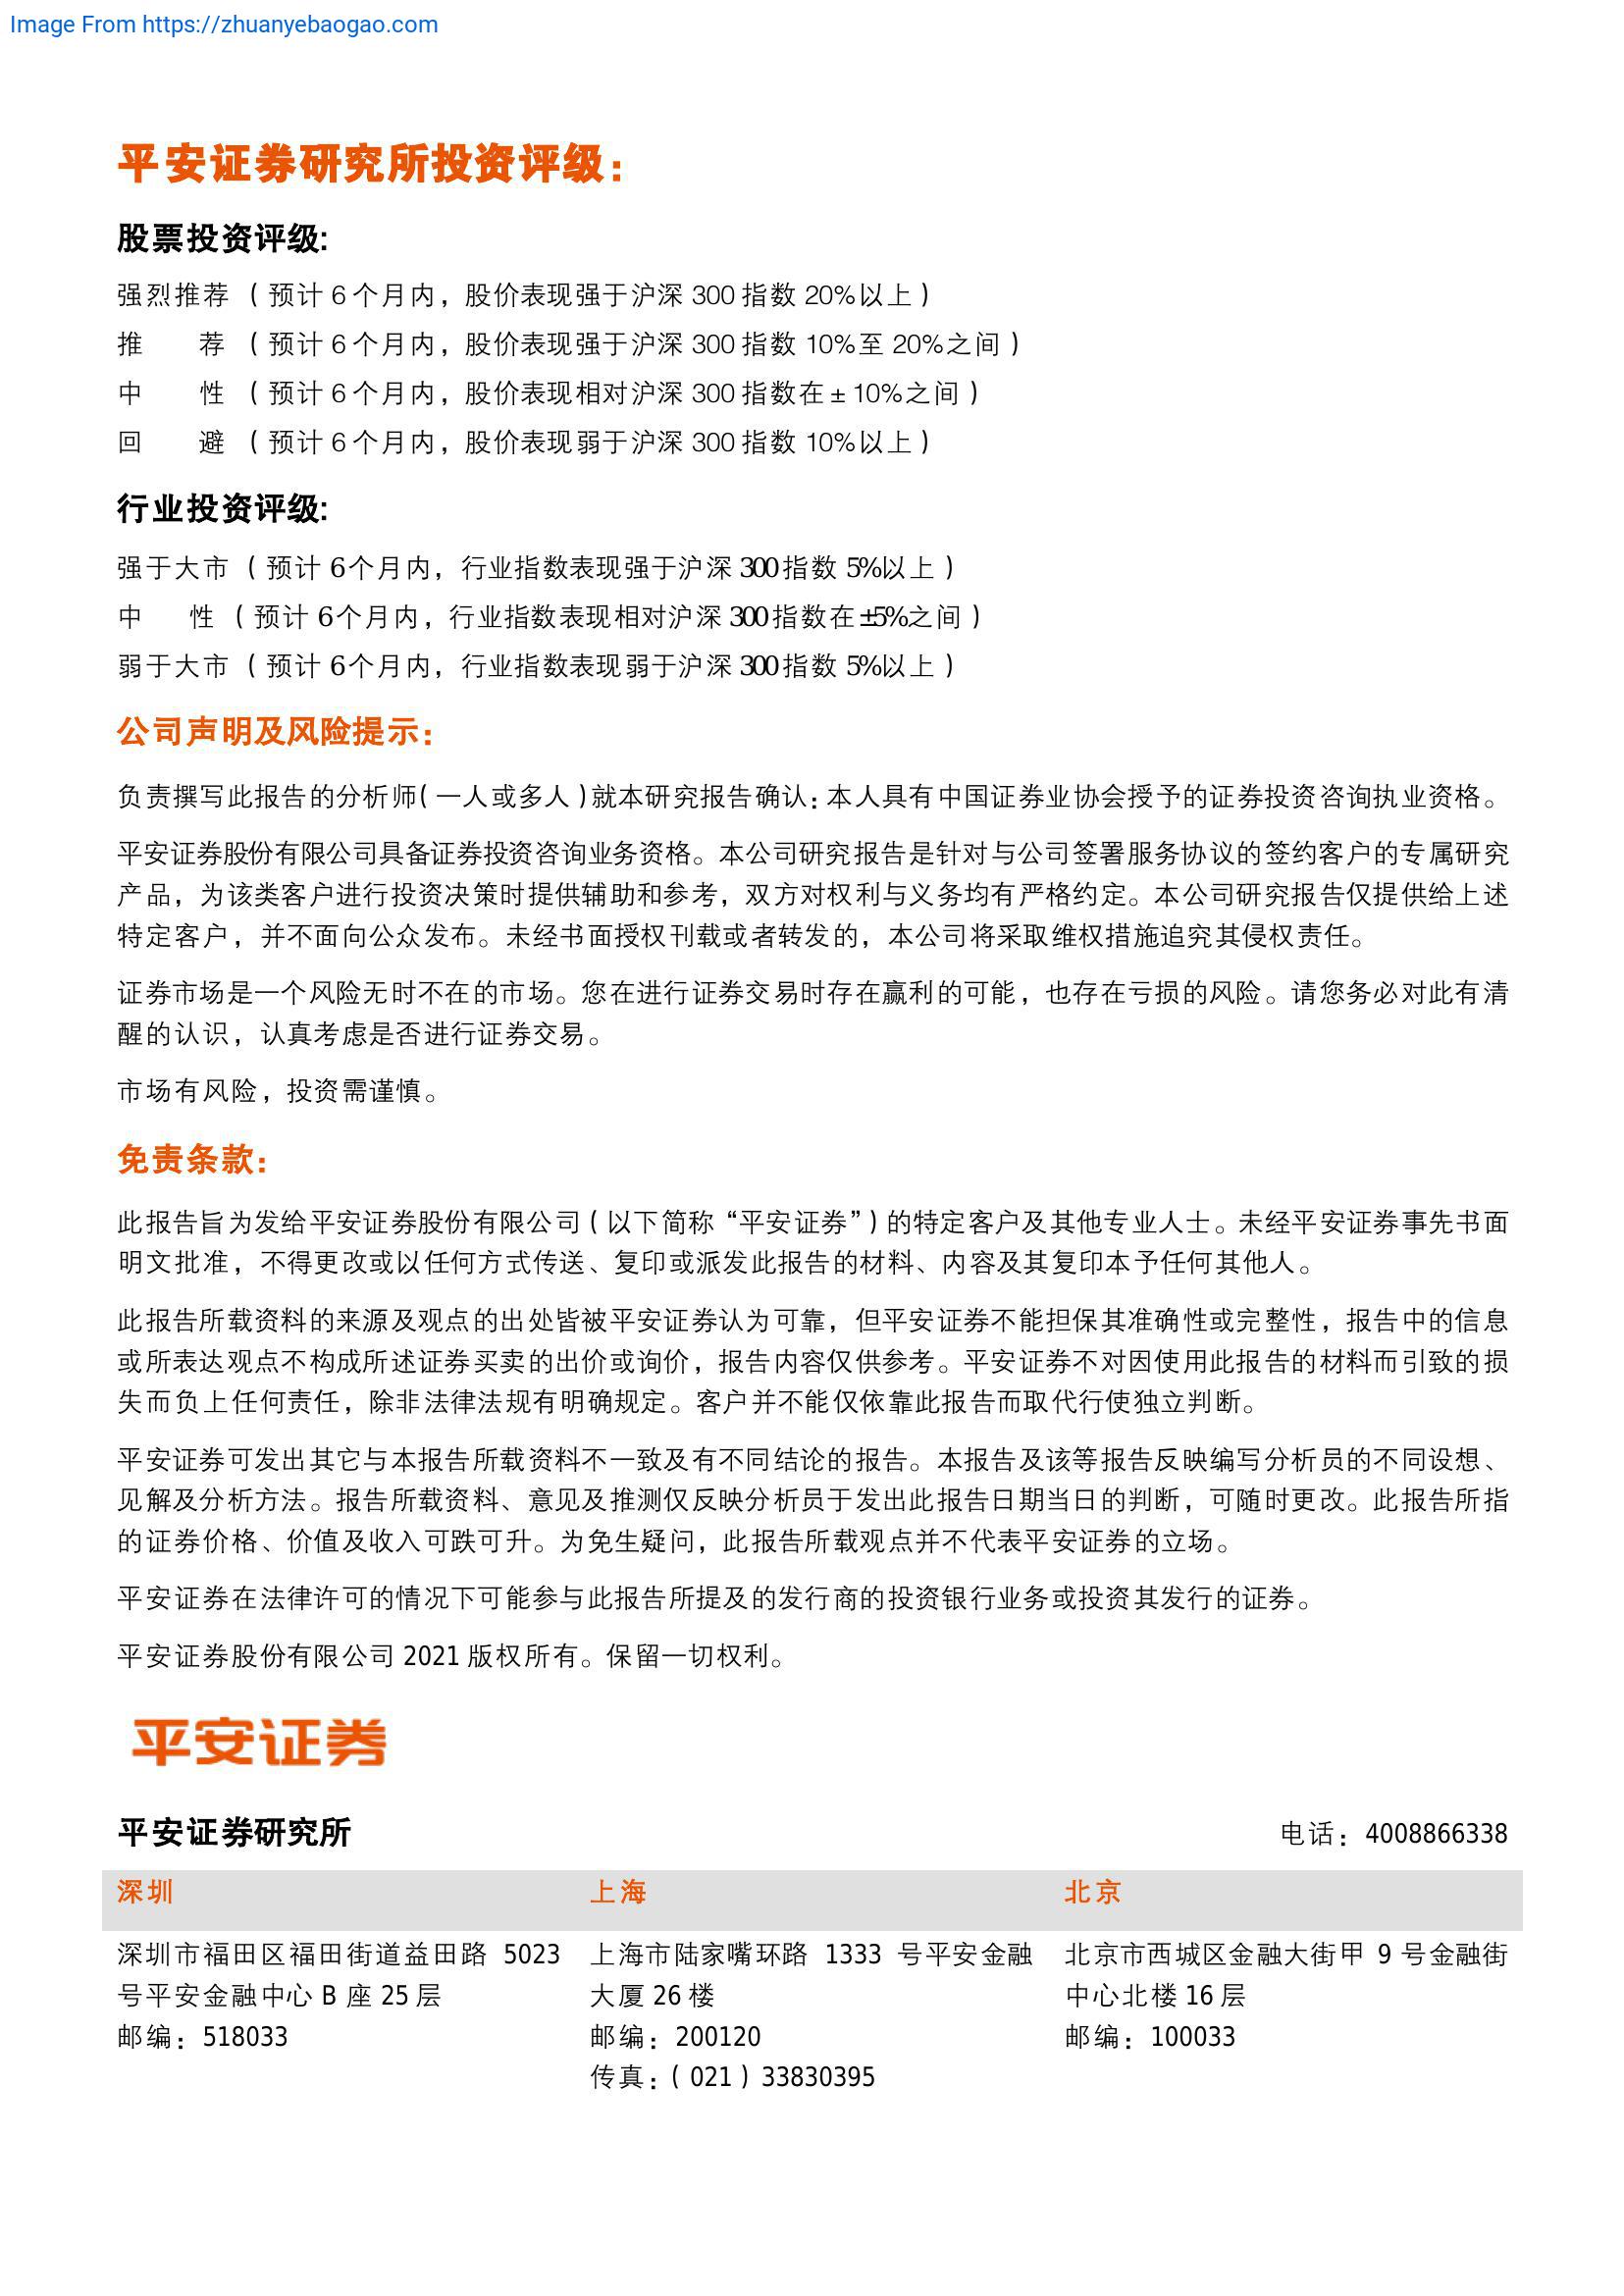 Image From https://zhuanyebaogao.com
平安证券研究所投资评级：
股票投资评级:
强烈推荐 （预计 6 个月内，股价表现强于沪深 300 指数 20%以上）
推 荐 （预计 6 个月内，股价表现强于沪深 300 指数 10%至 20%之间）
中 性 （预计 6 个月内，股价表现相对沪深 300 指数在± 10%之间）
回 避 （预计 6 个月内，股价表现弱于沪深 300 指数 10%以上）
行业投资评级:
强于大市 （预计 6个月内，行业指数表现强于沪深 300指数 5%以上）
中 性 （预计 6个月内，行业指数表现相对沪深 300指数在±5%之间）
弱于大市 （预计 6个月内，行业指数表现弱于沪深 300指数 5%以上）
公司声明及风险提示：
负责撰写此报告的分析师（一人或多人）就本研究报告确认：本人具有中国证券业协会授予的证券投资咨询执业资格。
平安证券股份有限公司具备证券投资咨询业务资格。本公司研究报告是针对与公司签署服务协议的签约客户的专属研究
产品，为该类客户进行投资决策时提供辅助和参考，双方对权利与义务均有严格约定。本公司研究报告仅提供给上述
特定客户，并不面向公众发布。未经书面授权刊载或者转发的，本公司将采取维权措施追究其侵权责任。
证券市场是一个风险无时不在的市场。您在进行证券交易时存在赢利的可能，也存在亏损的风险。请您务必对此有清
醒的认识，认真考虑是否进行证券交易。
市场有风险，投资需谨慎。
免责条款：
此报告旨为发给平安证券股份有限公司（以下简称“平安证券”）的特定客户及其他专业人士。未经平安证券事先书面
明文批准，不得更改或以任何方式传送、复印或派发此报告的材料、内容及其复印本予任何其他人。
此报告所载资料的来源及观点的出处皆被平安证券认为可靠，但平安证券不能担保其准确性或完整性，报告中的信息
或所表达观点不构成所述证券买卖的出价或询价，报告内容仅供参考。平安证券不对因使用此报告的材料而引致的损
失而负上任何责任，除非法律法规有明确规定。客户并不能仅依靠此报告而取代行使独立判断。
平安证券可发出其它与本报告所载资料不一致及有不同结论的报告。本报告及该等报告反映编写分析员的不同设想、
见解及分析方法。报告所载资料、意见及推测仅反映分析员于发出此报告日期当日的判断，可随时更改。此报告所指
的证券价格、价值及收入可跌可升。为免生疑问，此报告所载观点并不代表平安证券的立场。
平安证券在法律许可的情况下可能参与此报告所提及的发行商的投资银行业务或投资其发行的证券。
平安证券股份有限公司 2021 版权所有。保留一切权利。
平安证券
平安证券研究所 电话：4008866338
深圳 上海 北京
深圳市福田区福田街道益田路 5023
号平安金融中心 B 座 25 层
邮编：518033
上海市陆家嘴环路 1333 号平安金融
大厦 26 楼
邮编：200120
传真：（021）33830395
北京市西城区金融大街甲 9 号金融街
中心北楼 16 层
邮编：100033